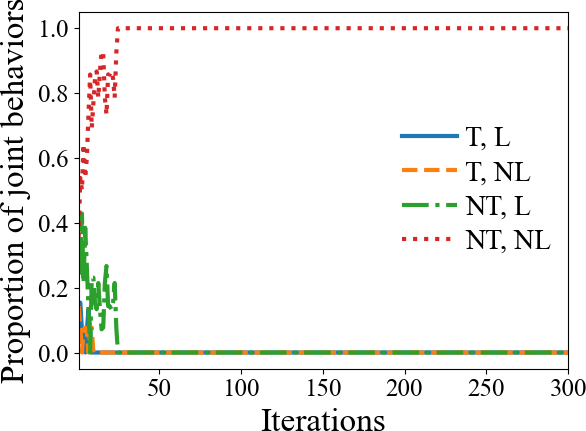 Proportion of joint behaviors
1.0
0.8
0.6
0.4
0.2
0.0
T, L
T, NL
NT, L
NT, NL
50 100 150 200 250 300
Iterations